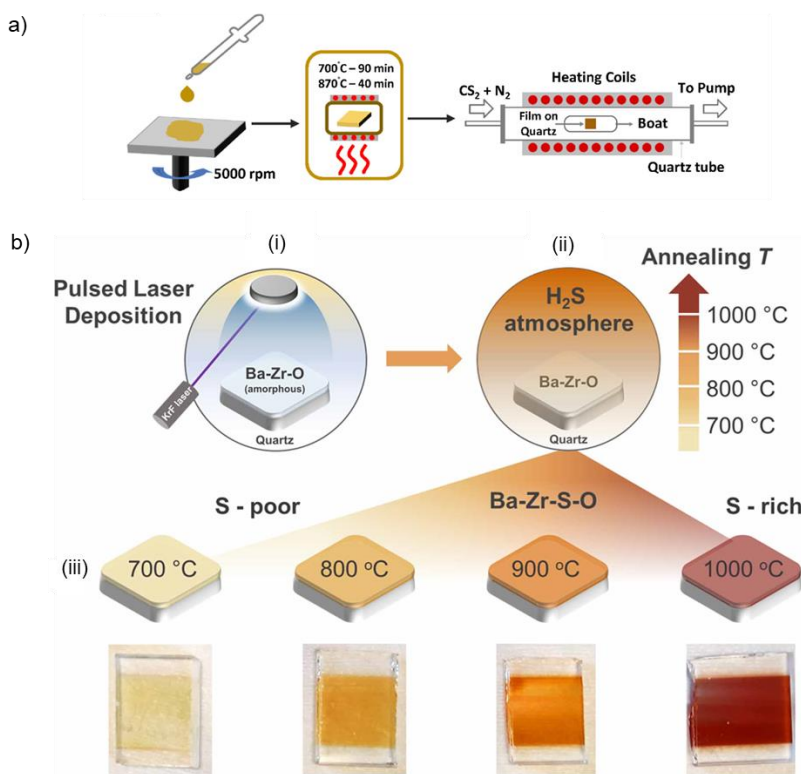 a)
5000 rpm
700°C – 90 min
870°C – 40 min
CS2 + N2
Heating Coils
To Pump
Film on
Quartz
Boat
Quartz tube
b)
(i)
(ii)
Pulsed Laser
Deposition
KrF laser
Ba-Zr-O
(amorphous)
Quartz
H2S
atmosphere
Ba-Zr-O
Quartz
Annealing T
1000 °C
900 °C
800 °C
700 °C
S - poor
Ba-Zr-S-O
S - rich
(iii)
700 °C
800 °C
900 °C
1000 °C